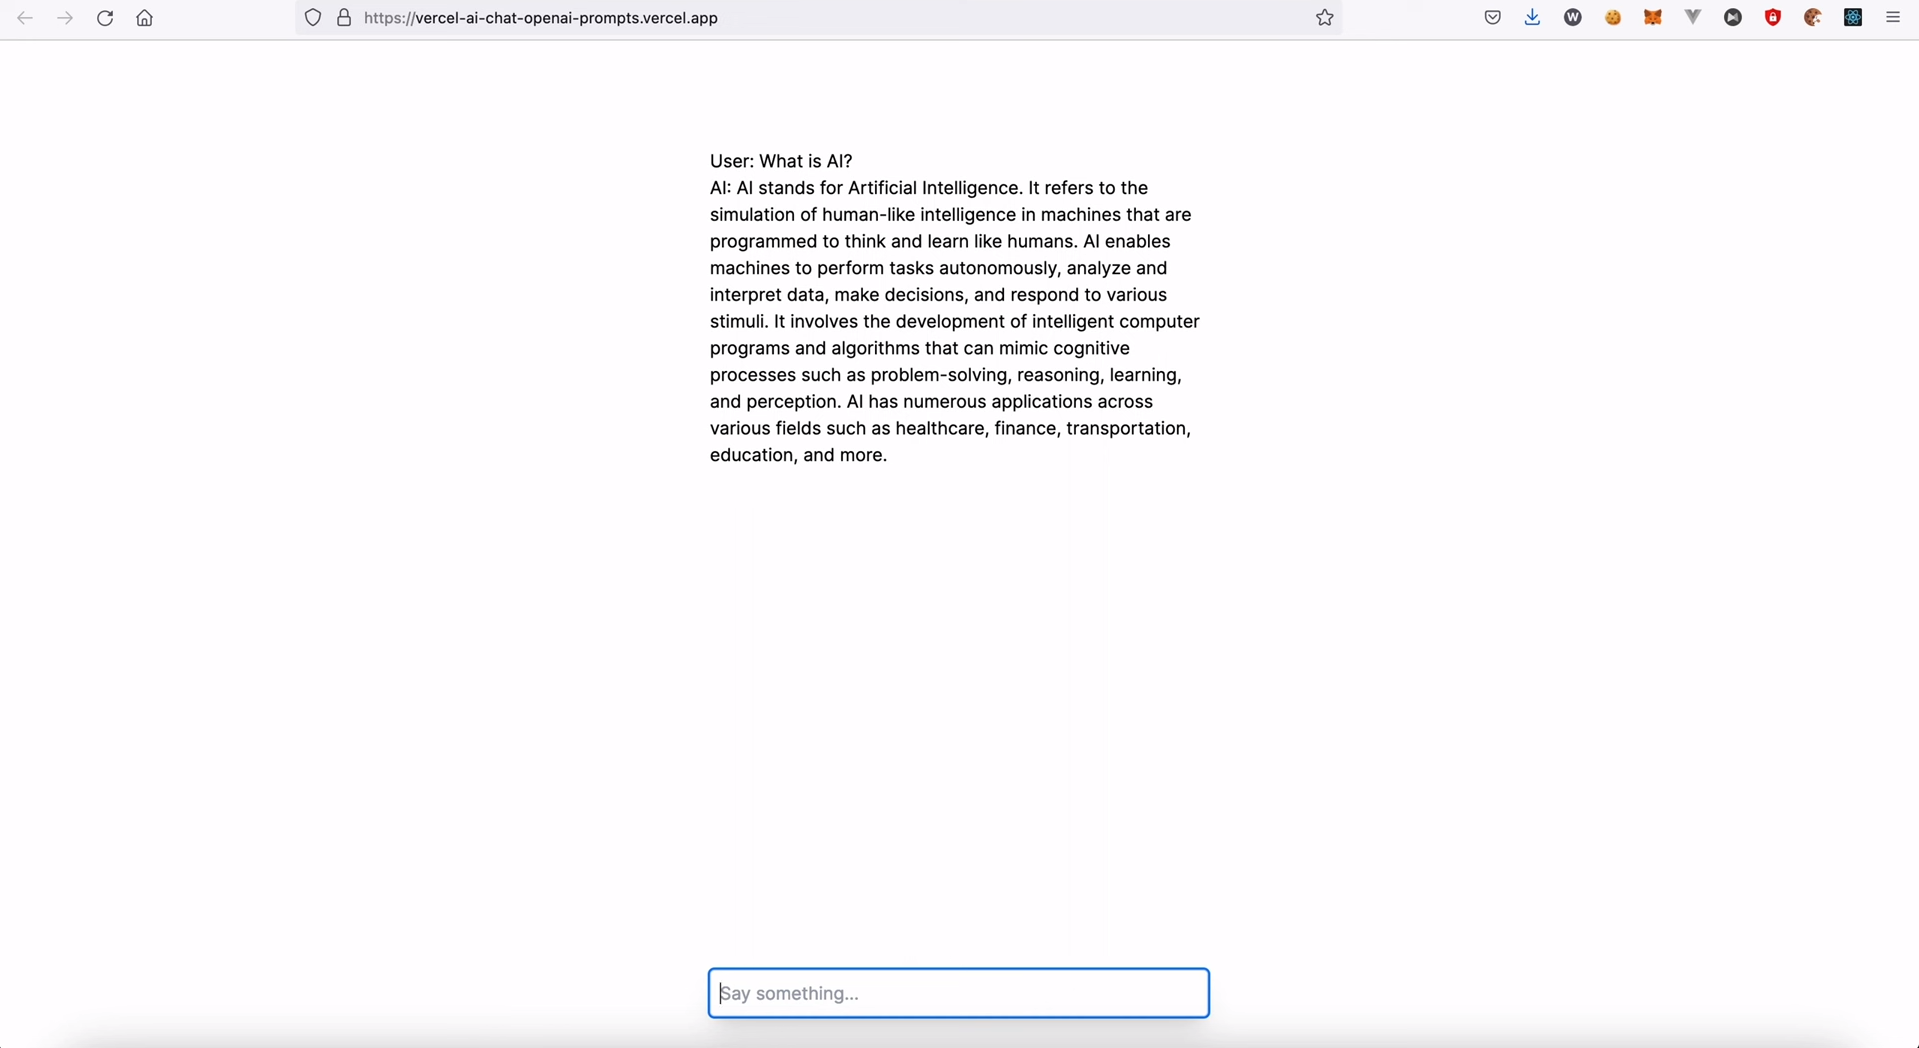 https://vercel-ai-chat-openai-prompts.vercel.app
W
User: What is AI?
AI: AI stands for Artificial Intelligence. It refers to the
simulation of human-like intelligence in machines that are
programmed to think and learn like humans. AI enables
machines to perform tasks autonomously, analyze and
interpret data, make decisions, and respond to various
stimuli. It involves the development of intelligent computer
programs and algorithms that can mimic cognitive
processes such as problem-solving, reasoning, learning,
and perception. AI has numerous applications across
various fields such as healthcare, finance, transportation,
education, and more.
Say something...